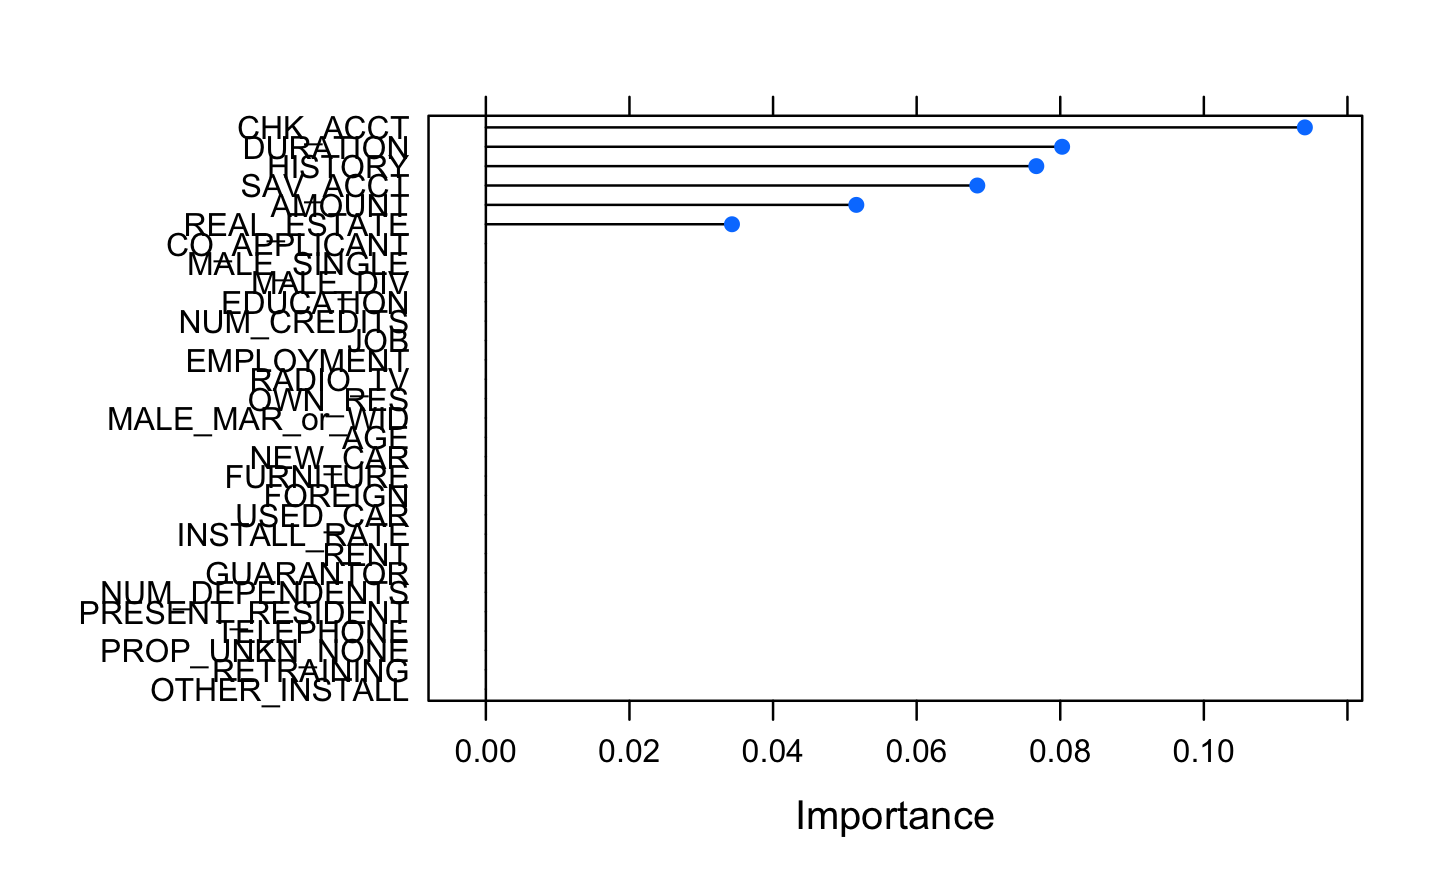 CHK_ACCT
DURATION
HISTORY
SAV_ACCT
AMOUNT
REAL_ESTATE
CO_APPLICANT
MALE_SINGLE
MALE_DIV
EDUCATION
NUM_CREDITS
JOB
EMPLOYMENT
RADIO_TV
OWN_RES
MALE_MAR_or_WID
AGE
NEW_CAR
FURNITURE
FOREIGN
USED_CAR
INSTALL_RATE
RENT
GUARANTOR
NUM_DEPENDENTS
PRESENT_RESIDENT
TELEPHONE
PROP_UNKN_NONE
RETRAINING
OTHER_INSTALL
0.00 0.02 0.04 0.06 0.08 0.10
Importance